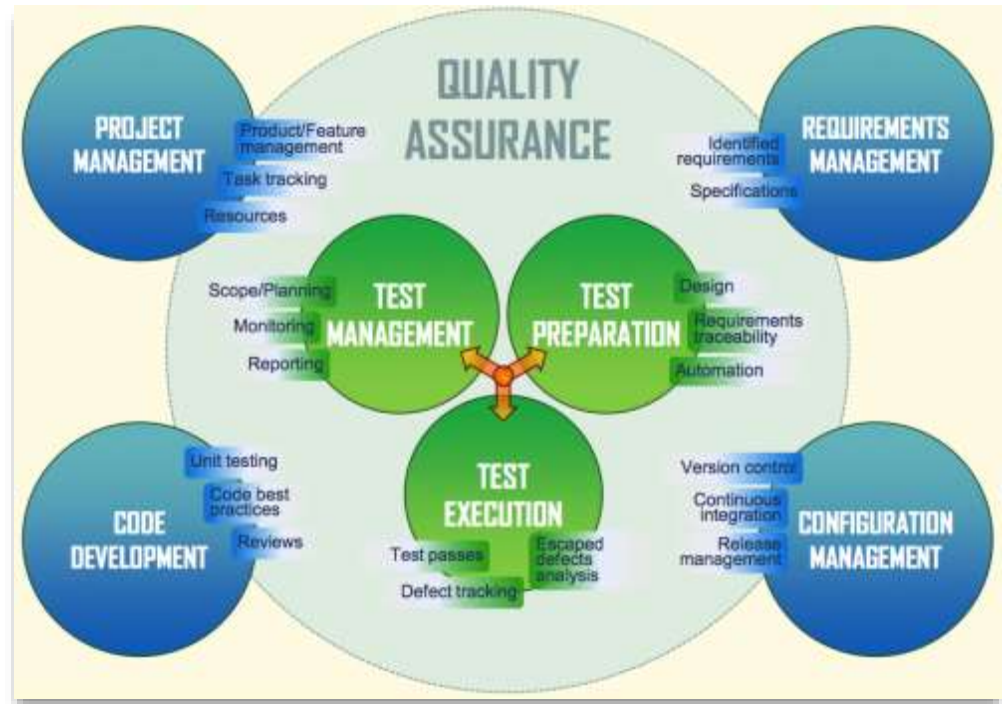 QUALITY
ASSURANCE
PROJECT
MANAGEMENT
Product/Feature
management
Task tracking
Resources
REQUIREMENTS
MANAGEMENT
Identified
requirements
Specifications
TEST
MANAGEMENT
Scope/Planning
Monitoring
Reporting
TEST
PREPARATION
Design
Requirements
traceability
Automation
TEST
EXECUTION
Test passes
Defect tracking
Escaped
defects
analysis
CODE
DEVELOPMENT
Unit testing
Code best
practices
Reviews
CONFIGURATION
MANAGEMENT
Version control
Continuous
integration
Release
management